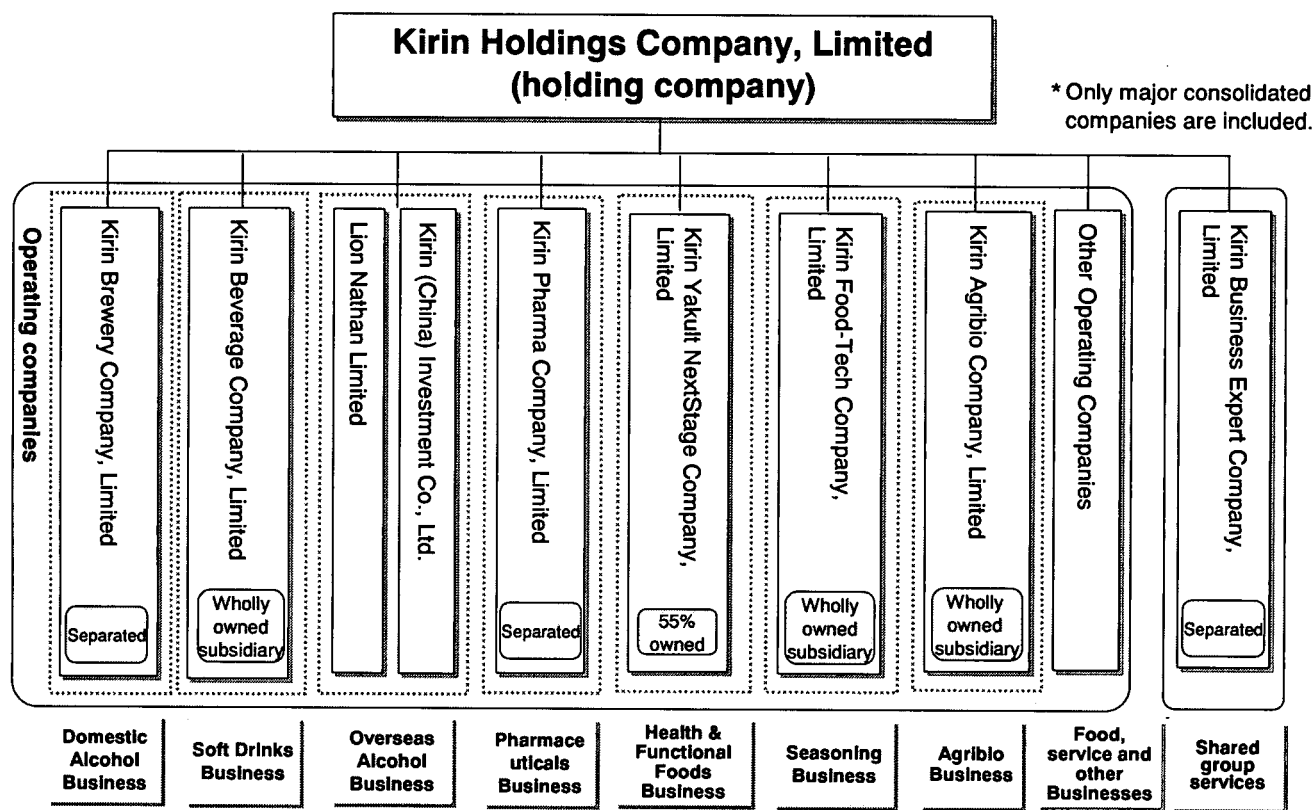 Kirin Holdings Company, Limited
(holding company)
* Only major consolidated
companies are included.
Operating companies
Kirin Brewery Company, Limited
Separated
Kirin Beverage Company, Limited
Wholly
owned
subsidiary
Lion Nathan Limited
Kirin (China) Investment Co., Ltd.
Kirin Pharma Company, Limited
Separated
Kirin Yakult NextStage Company,
Limited
55%
owned
Kirin Food-Tech Company,
Limited
Wholly
owned
subsidiary
Kirin Agribio Company, Limited
Wholly
owned
subsidiary
Other Operating Companies
Kirin Business Expert Company,
Limited
Separated
Domestic
Alcohol
Business
Soft Drinks
Business
Overseas
Alcohol
Business
Pharmace
uticals
Business
Health &
Functional
Foods
Business
Seasoning
Business
Agribio
Business
Food,
service and
other
Businesses
Shared
group
services